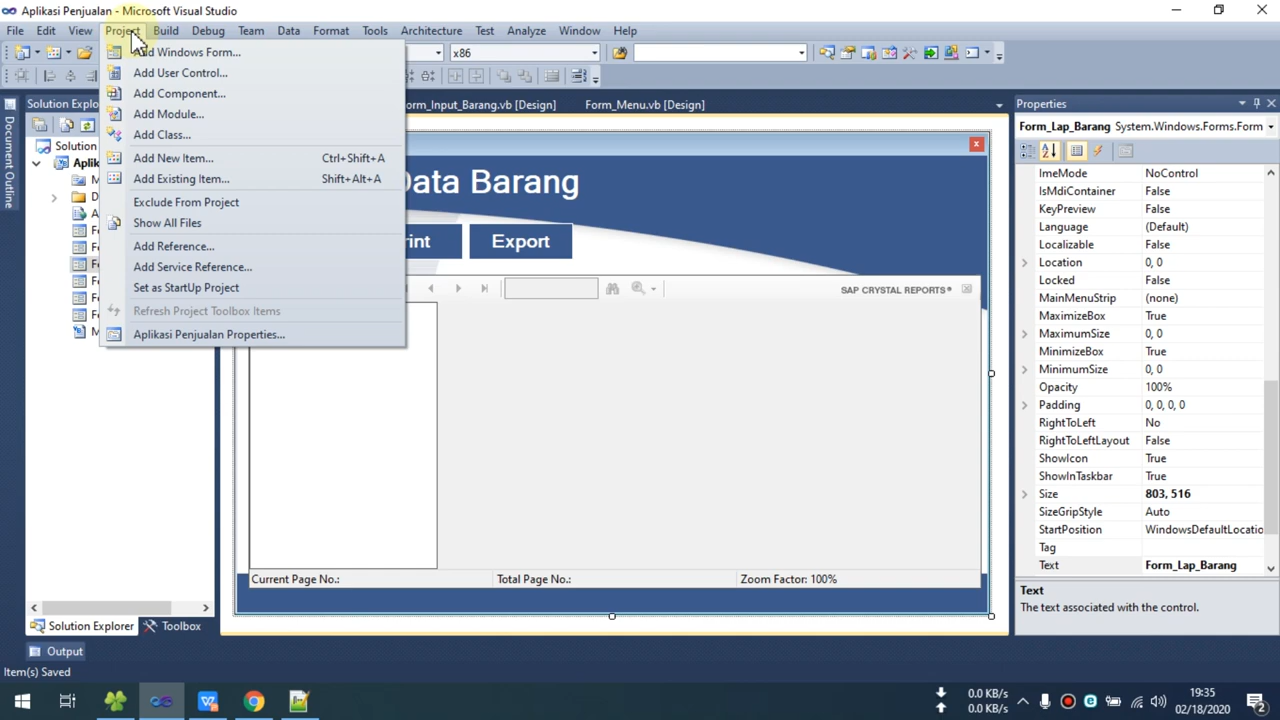 Aplikasi Penjualan - Microsoft Visual Studio
File Edit View Project Build Debug Team Data Format Tools Architecture Test Analyze Window Help
Add Windows Form...
x86
Add User Control...
Add Component...
Add Module...
Add Class...
Add New Item... Ctrl+Shift+A
Add Existing Item... Shift+Alt+A
Exclude From Project
Show All Files
Add Reference...
Add Service Reference...
Set as StartUp Project
Refresh Project Toolbox Items
Aplikasi Penjualan Properties...
Document Outline
Solution Explo
Solution
Aplik
Solution Explorer
Toolbox
Output
Item(s) Saved
orm_Input_Barang.vb [Design] Form_Menu.vb [Design]
Data Barang
int Export
SAP CRYSTAL REPORTS®
Current Page No.: Total Page No.: Zoom Factor: 100%
Properties
Form_Lap_Barang System.Windows.Forms.Form
ImeMode NoControl
IsMdiContainer False
KeyPreview False
Language (Default)
Localizable False
Location 0, 0
Locked False
MainMenuStrip (none)
MaximizeBox True
MaximumSize 0, 0
MinimizeBox True
MinimumSize 0, 0
Opacity 100%
Padding 0, 0, 0, 0
RightToLeft No
RightToLeftLayout False
ShowIcon True
ShowInTaskbar True
Size 803, 516
SizeGripStyle Auto
StartPosition WindowsDefaultLocatio
Tag
Text Form_Lap_Barang
Text
The text associated with the control.
0.0 KB/s
0.0 KB/s
19:35
02/18/2020
2